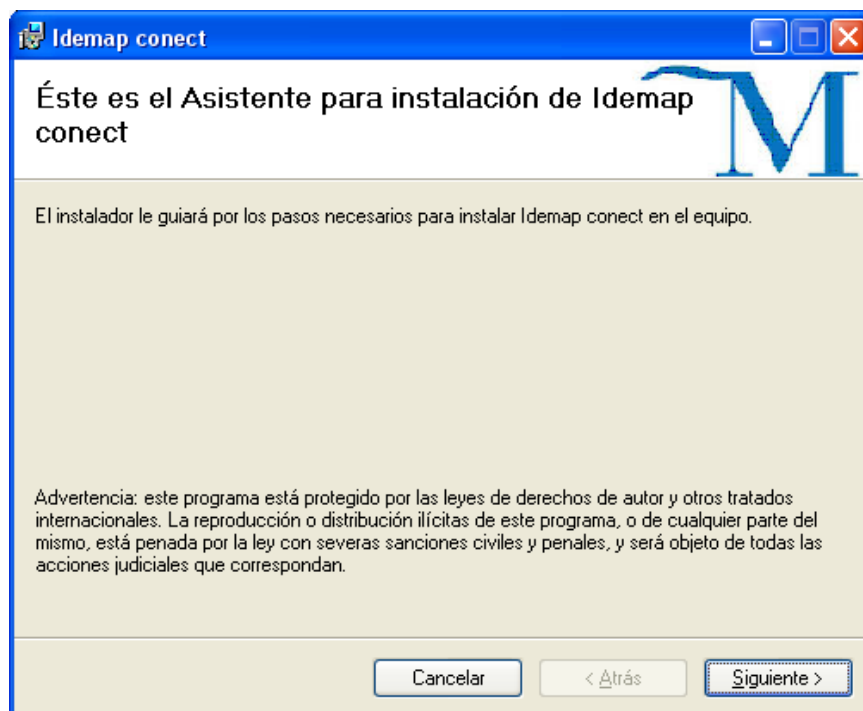 Idemap conect
Éste es el Asistente para instalación de Idemap
conect
M
El instalador le guiará por los pasos necesarios para instalar Idemap conect en el equipo.
Advertencia: este programa está protegido por las leyes de derechos de autor y otros tratados
internacionales. La reproducción o distribución ilícitas de este programa, o de cualquier parte del
mismo, está penada por la ley con severas sanciones civiles y penales, y será objeto de todas las
acciones judiciales que correspondan.
Cancelar
< Atrás
Siguiente >